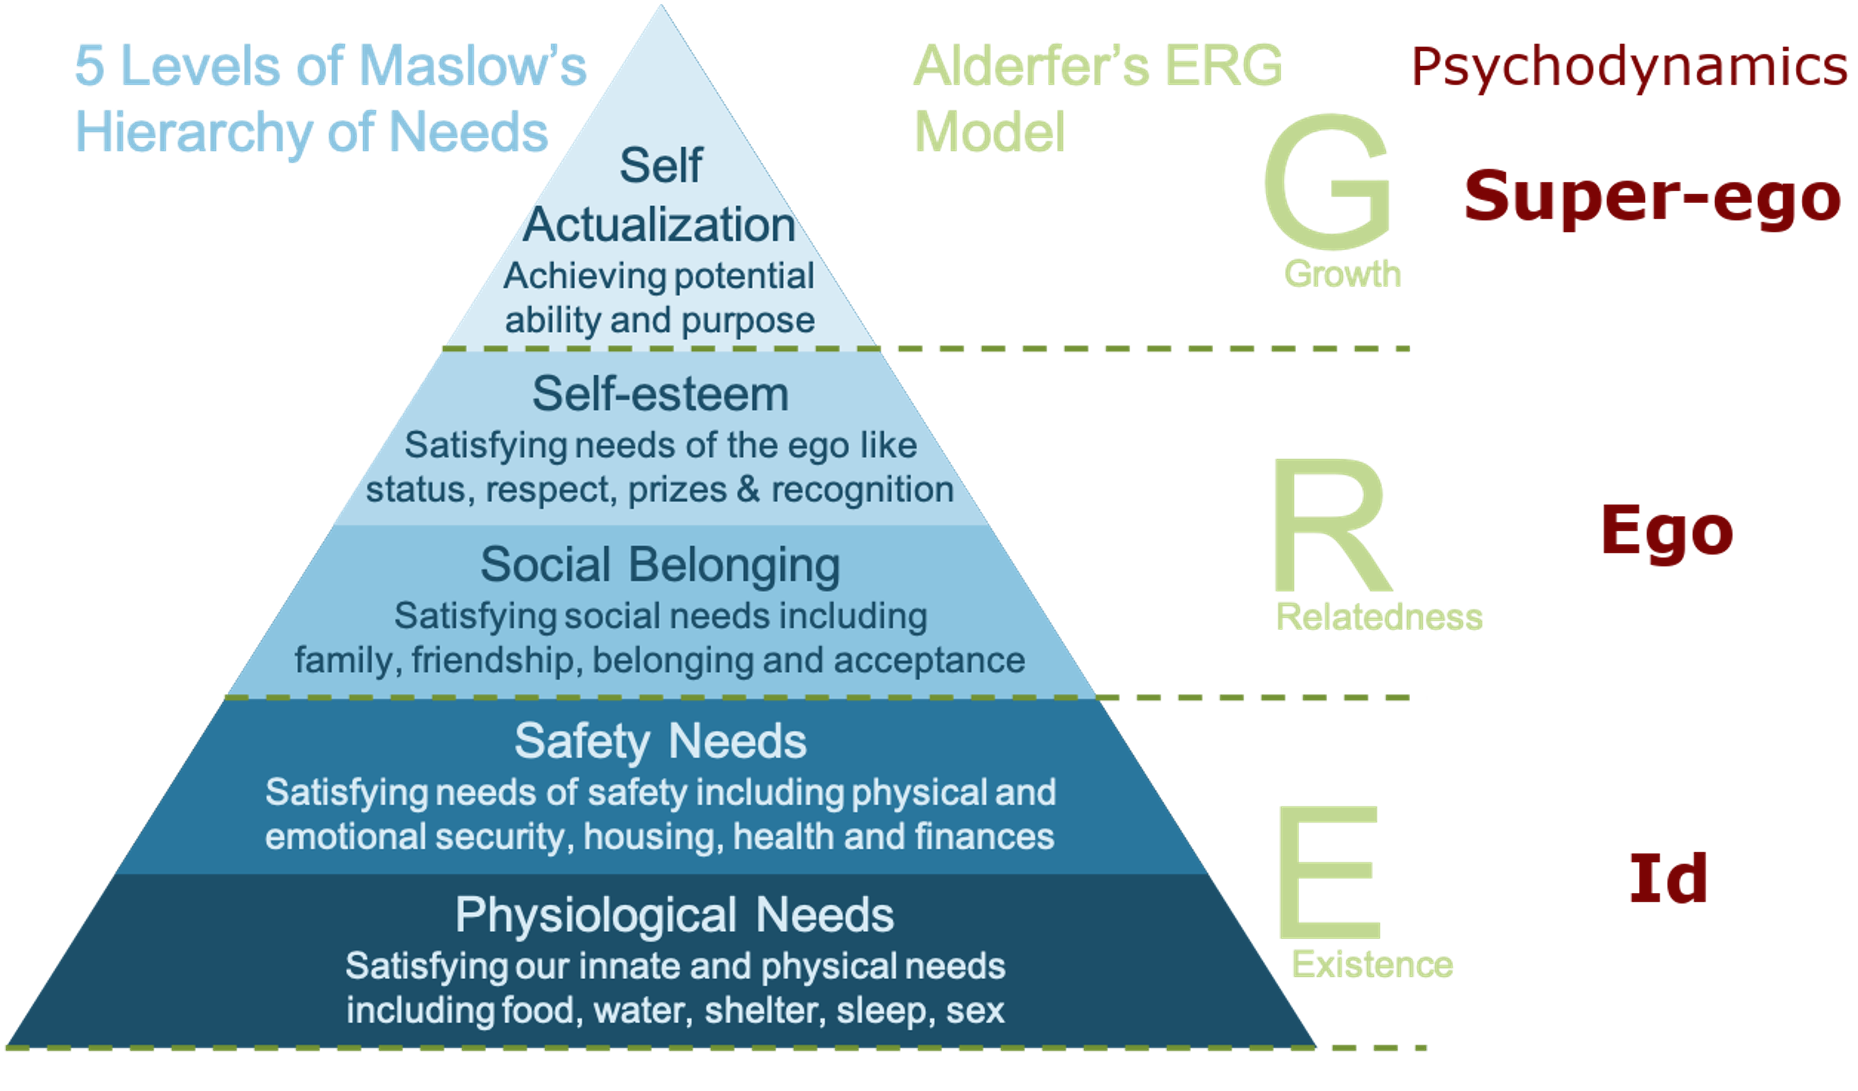 5 Levels of Maslow's
Hierarchy of Needs
Self
Actualization
Achieving potential
ability and purpose
Self-esteem
Satisfying needs of the ego like
status, respect, prizes & recognition
Social Belonging
Satisfying social needs including
family, friendship, belonging and acceptance
Safety Needs
Satisfying needs of safety including physical and
emotional security, housing, health and finances
Physiological Needs
Satisfying our innate and physical needs
including food, water, shelter, sleep, sex
Alderfer's ERG
Model
G
Growth
R
Relatedness
E
Existence
Psychodynamics
Super-ego
Ego
Id